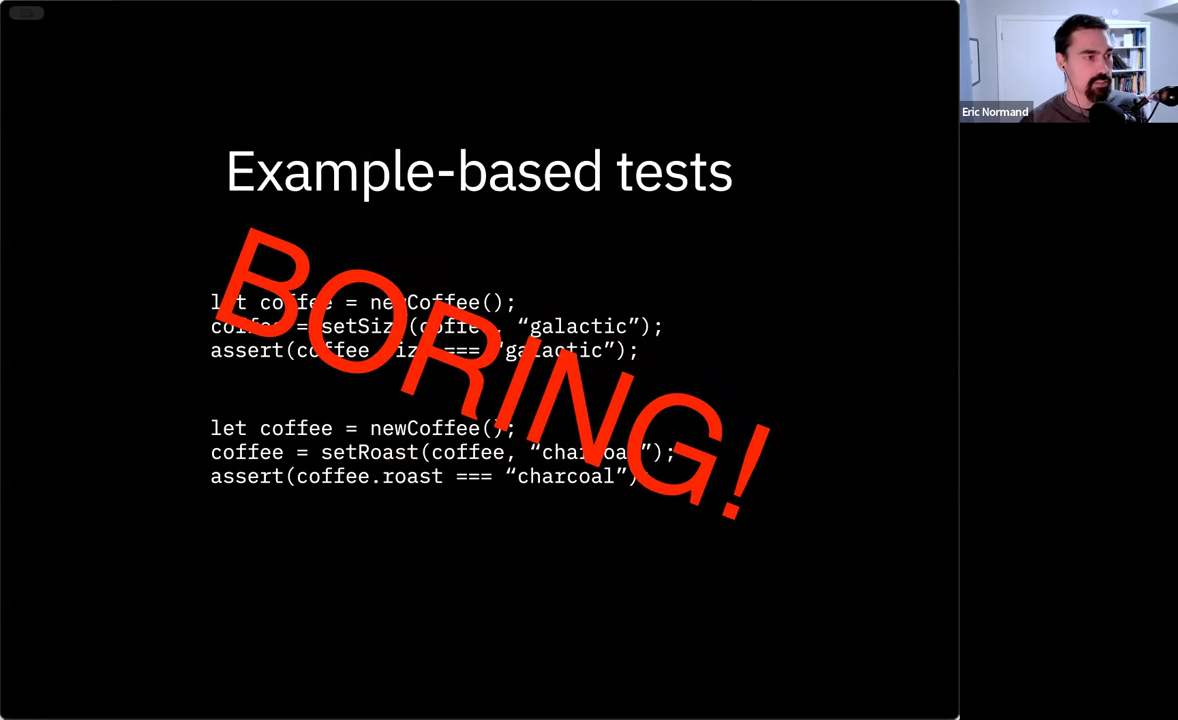 Example-based tests
BORING!
let coffee = newCoffee();
coffee = setSize(coffee, “galactic”);
assert(coffee.size === “galactic”);
let coffee = newCoffee();
coffee = setRoast(coffee, “charcoal”);
assert(coffee.roast === “charcoal”)
Eric Normand